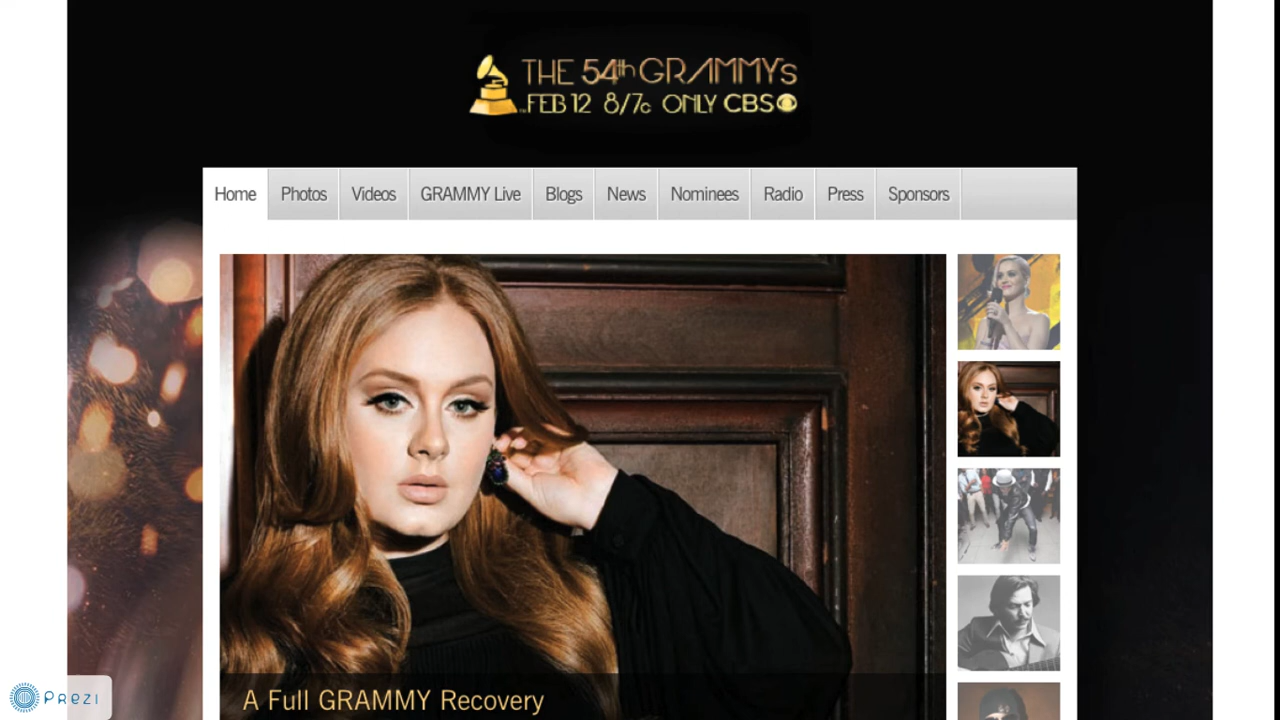 THE 54th GRAMMYs
FEB 12 8/7c ONLY CBS
Home Photos Videos GRAMMY Live Blogs News Nominees Radio Press Sponsors
A Full GRAMMY Recovery
PREZI